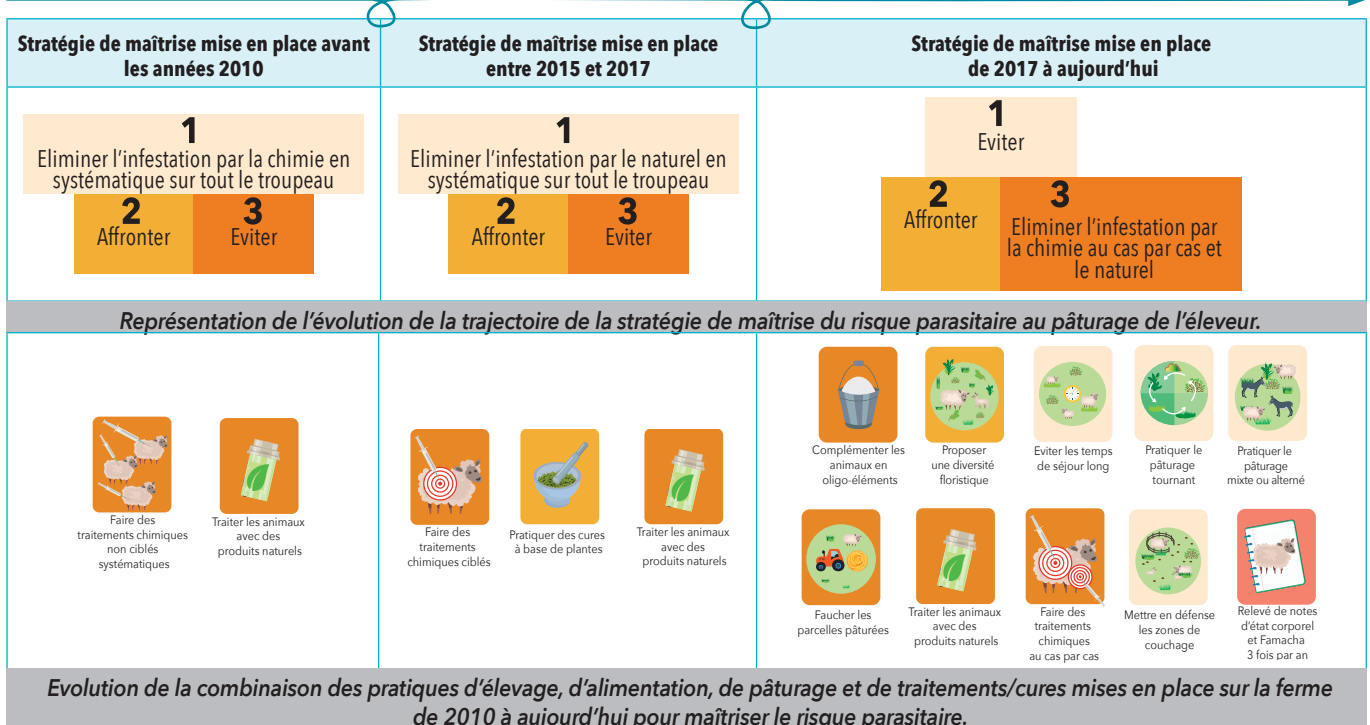 Stratégie de maîtrise mise en place avant
les années 2010
Stratégie de maîtrise mise en place
entre 2015 et 2017
Stratégie de maîtrise mise en place
de 2017 à aujourd'hui
1
Eliminer l'infestation par la chimie en
systématique sur tout le troupeau
2
Affronter
3
Eviter
1
Eliminer l'infestation par le naturel en
systématique sur tout le troupeau
2
Affronter
3
Eviter
1
Eviter
2
Affronter
3
Eliminer l'infestation par
la chimie au cas par cas et
le naturel
Représentation de l'évolution de la trajectoire de la stratégie de maîtrise du risque parasitaire au pâturage de l'éleveur.
Faire des
traitements chimiques
non ciblés
systématiques
Traiter les animaux
avec des
produits naturels
Faire des
traitements
chimiques ciblés
Pratiquer des cures
à base de plantes
Traiter les animaux
avec des
produits naturels
Complémenter les
animaux en
oligo-éléments
Proposer
une diversité
floristique
Eviter les temps
de séjour long
Pratiquer le
pâturage
tournant
Pratiquer le
pâturage
mixte ou alterné
Faucher les
parcelles pâturées
Traiter les animaux
avec des
produits naturels
Faire des
traitements
chimiques
au cas par cas
Mettre en défense
les zones de
couchage
Relevé de notes
d'état corporel
et Famacha
3 fois par an
Evolution de la combinaison des pratiques d'élevage, d'alimentation, de pâturage et de traitements/cures mises en place sur la ferme
de 2010 à aujourd'hui pour maîtriser le risque parasitaire.